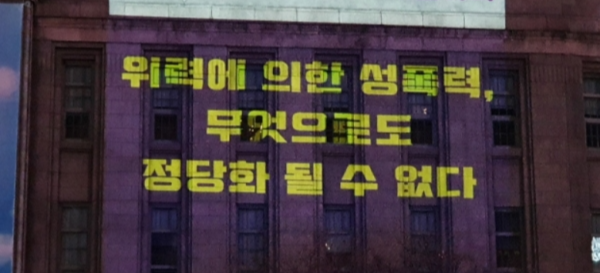 위력에 의한 성폭력,
무엇으로도
정당화 될 수 없다